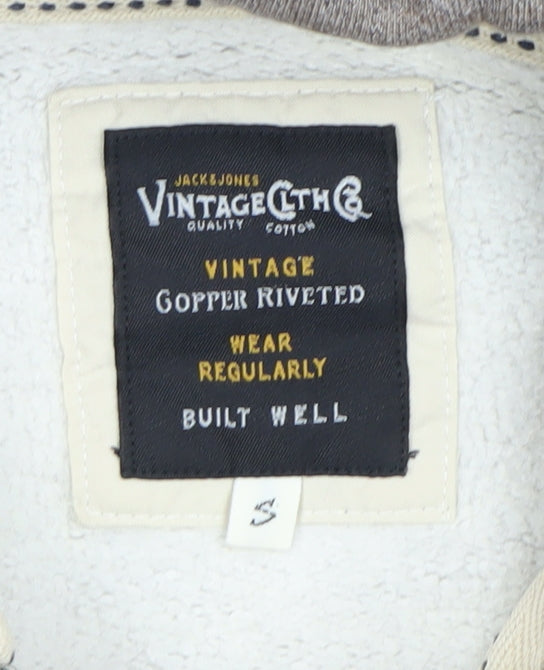 JACK&JONES
VINTAGE CLTH CO
QUALITY COTTON
VINTAGE
COPPER RIVETED
WEAR
REGULARLY
BUILT WELL
S